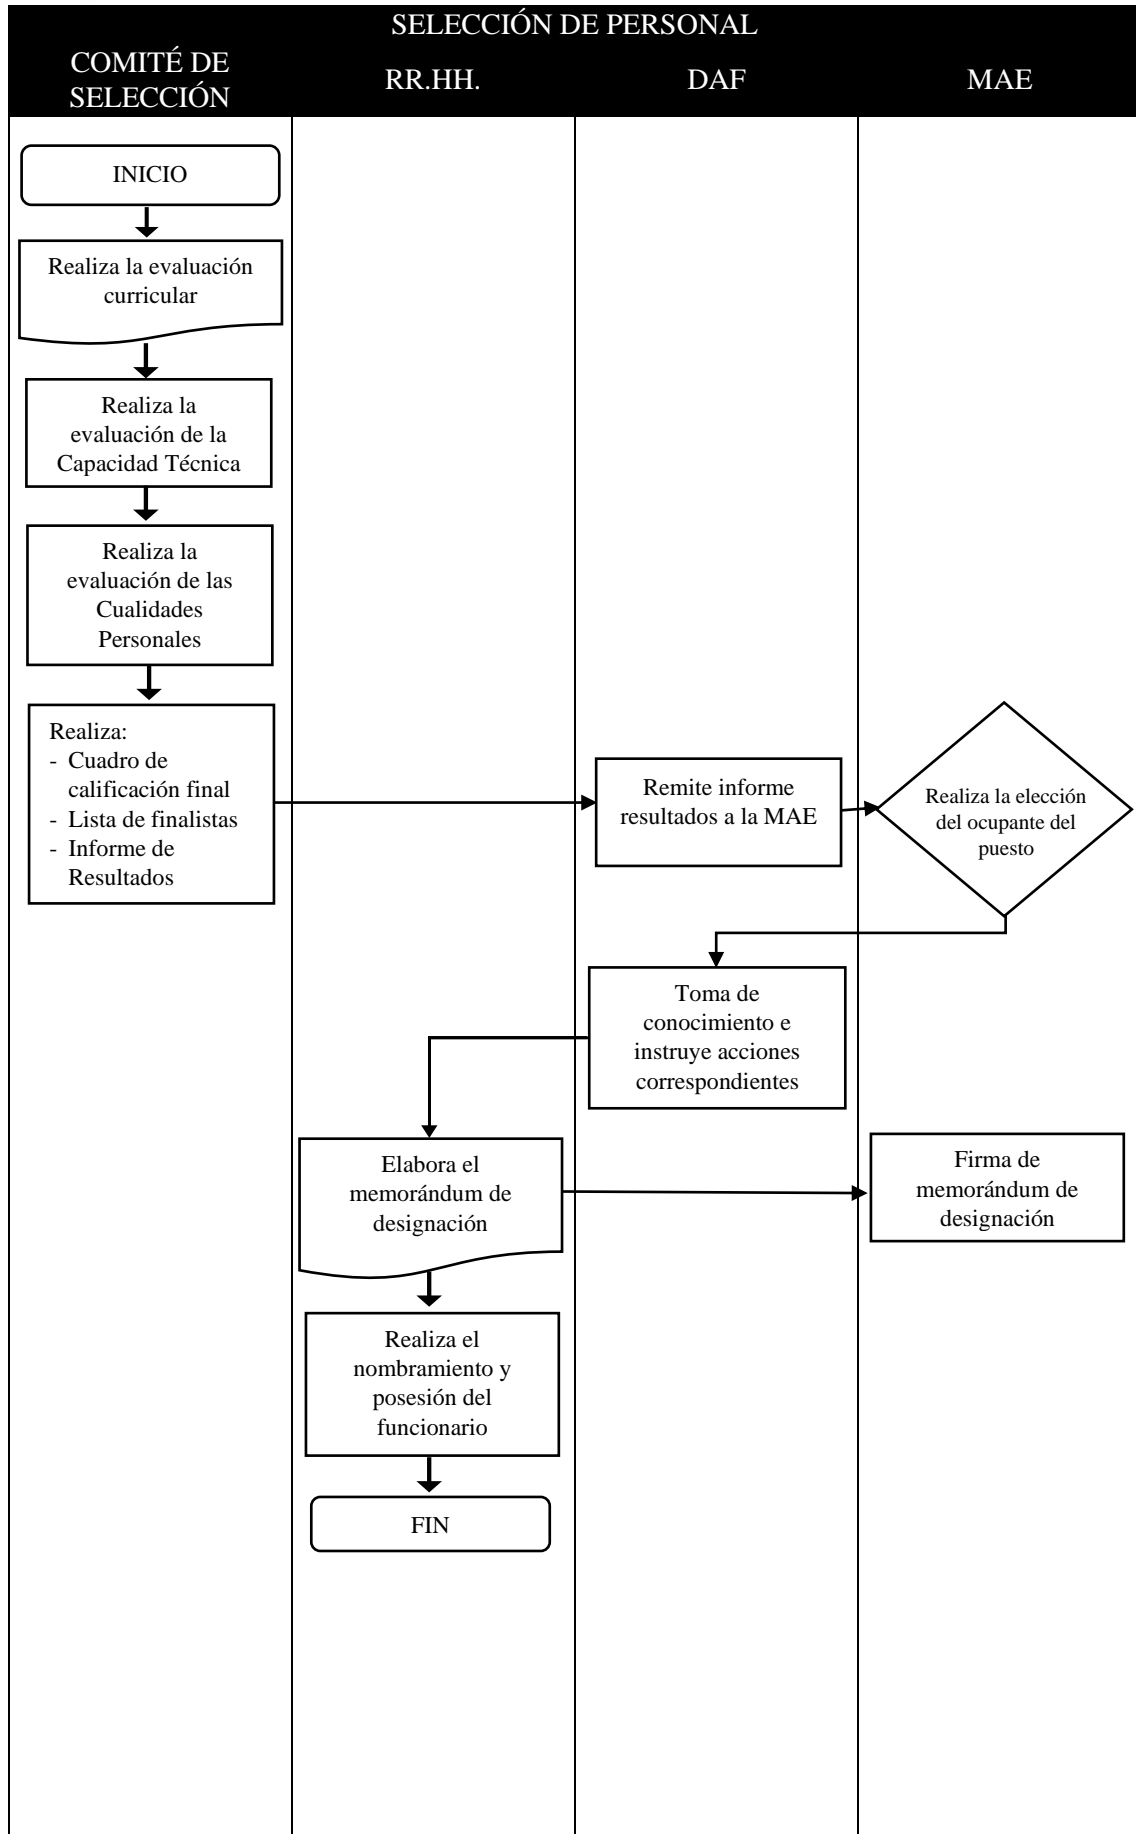 SELECCIÓN DE PERSONAL
COMITÉ DE
SELECCIÓN
RR.HH.
DAF
MAE
INICIO
Realiza la evaluación
curricular
Realiza la
evaluación de la
Capacidad Técnica
Realiza la
evaluación de las
Cualidades
Personales
Realiza:
- Cuadro de
calificación final
- Lista de finalistas
- Informe de
Resultados
Remite informe
resultados a la MAE
Realiza la elección
del ocupante del
puesto
Toma de
conocimiento e
instruye acciones
correspondientes
Elabora el
memorándum de
designación
Firma de
memorándum de
designación
Realiza el
nombramiento y
posesión del
funcionario
FIN